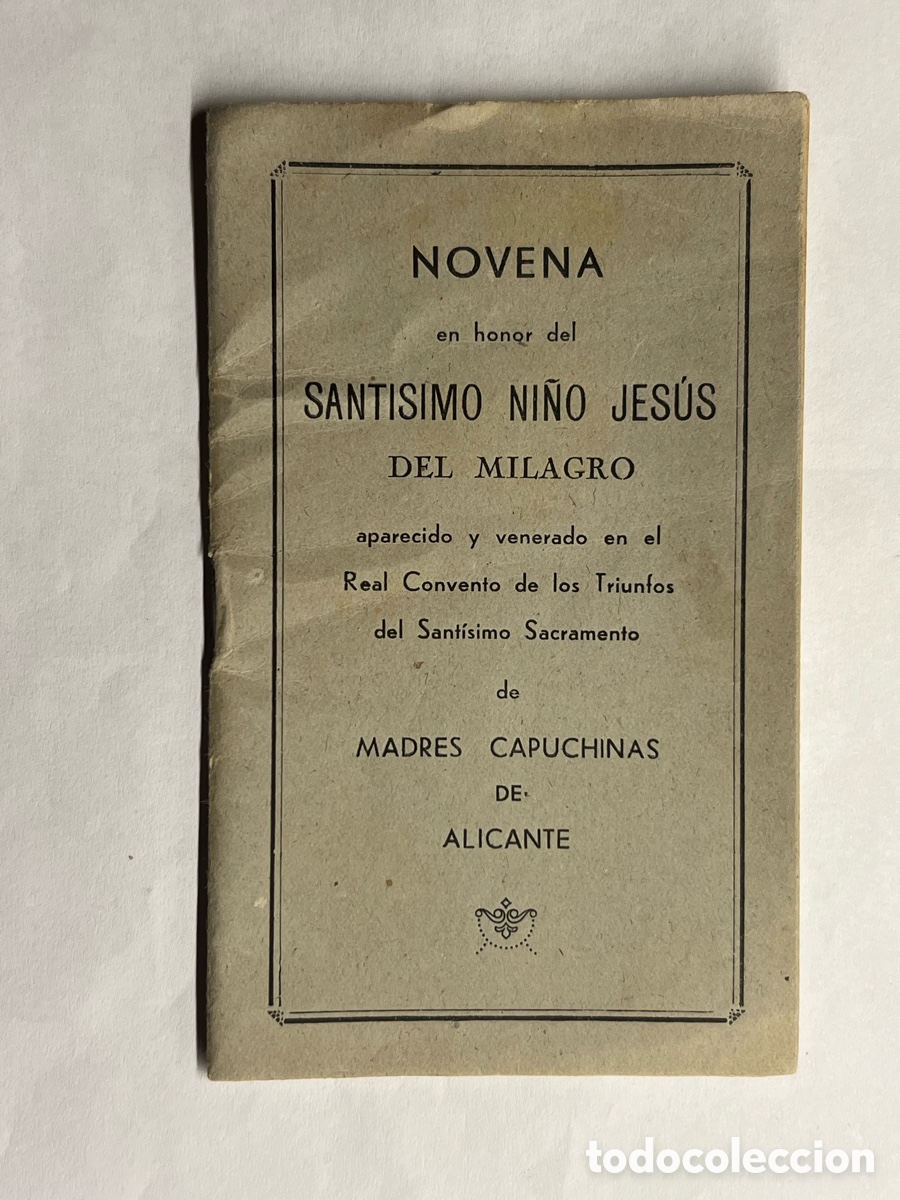 NOVENA
en honor del
SANTISIMO NIÑO JESÚS
DEL MILAGRO
aparecido y venerado en el
Real Convento de los Triunfos
del Santísimo Sacramento
de
MADRES CAPUCHINAS
DE
ALICANTE
todocoleccion